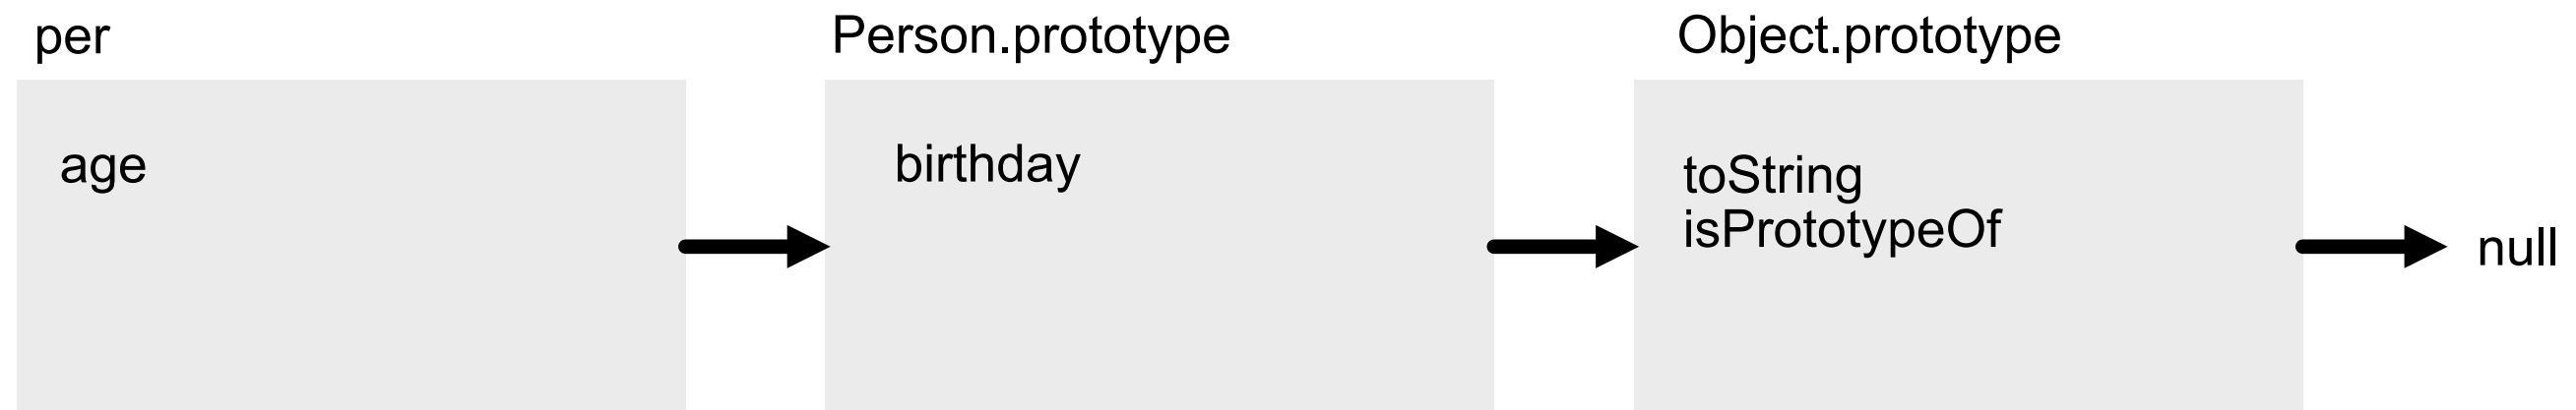 per
Person.prototype
Object.prototype
age
birthday
toString
isPrototypeOf
null